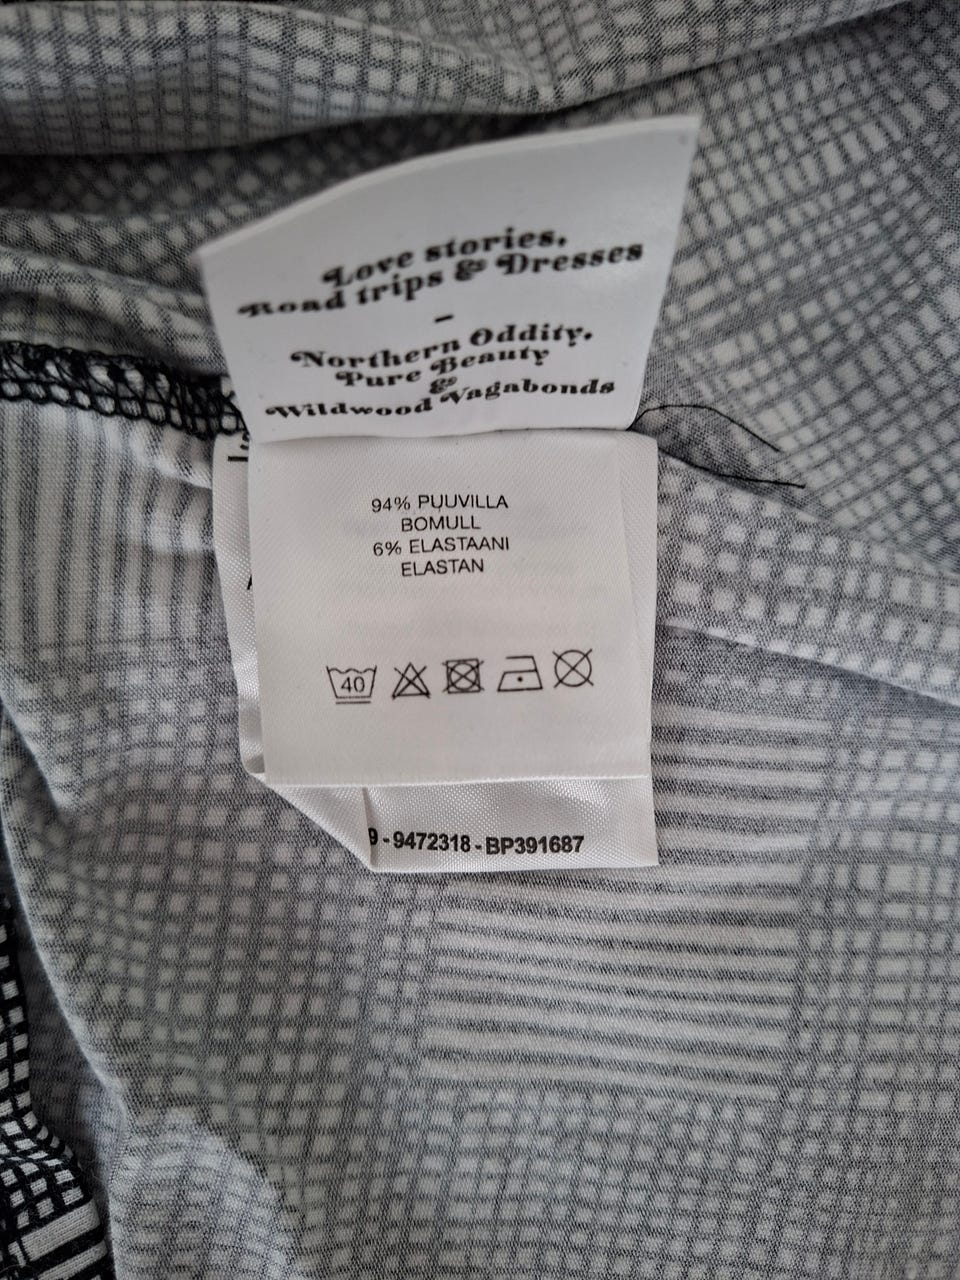 Love stories,
Road trips & Dresses
-
Northern Oddity,
Pure Beauty
&
Wildwood Vagabonds
94% PUUVILLA
BOMULL
6% ELASTAANI
ELASTAN
40
9 - 9472318 - BP391687